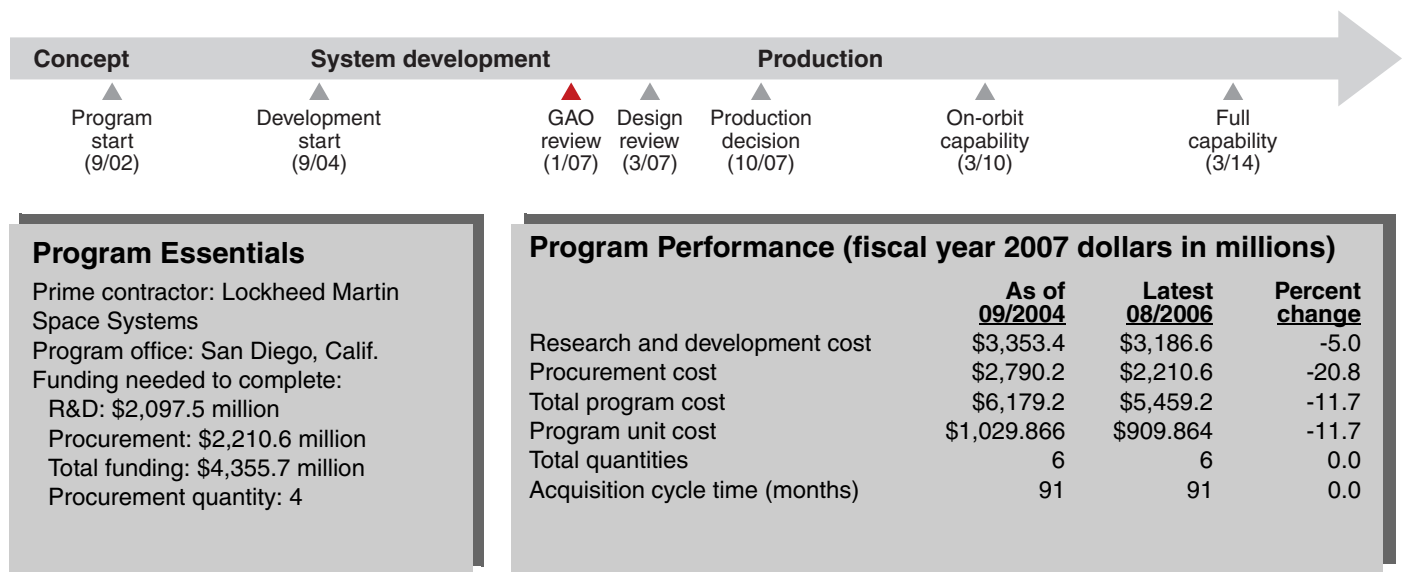 Concept System development Production
Program start (9/02)
Development start (9/04)
GAO review (1/07)
Design review (3/07)
Production decision (10/07)
On-orbit capability (3/10)
Full capability (3/14)
Program Essentials
Prime contractor: Lockheed Martin
Space Systems
Program office: San Diego, Calif.
Funding needed to complete:
R&D: $2,097.5 million
Procurement: $2,210.6 million
Total funding: $4,355.7 million
Procurement quantity: 4
Program Performance (fiscal year 2007 dollars in millions)
As of 09/2004 Latest 08/2006 Percent change
Research and development cost $3,353.4 $3,186.6 -5.0
Procurement cost $2,790.2 $2,210.6 -20.8
Total program cost $6,179.2 $5,459.2 -11.7
Program unit cost $1,029.866 $909.864 -11.7
Total quantities 6 6 0.0
Acquisition cycle time (months) 91 91 0.0